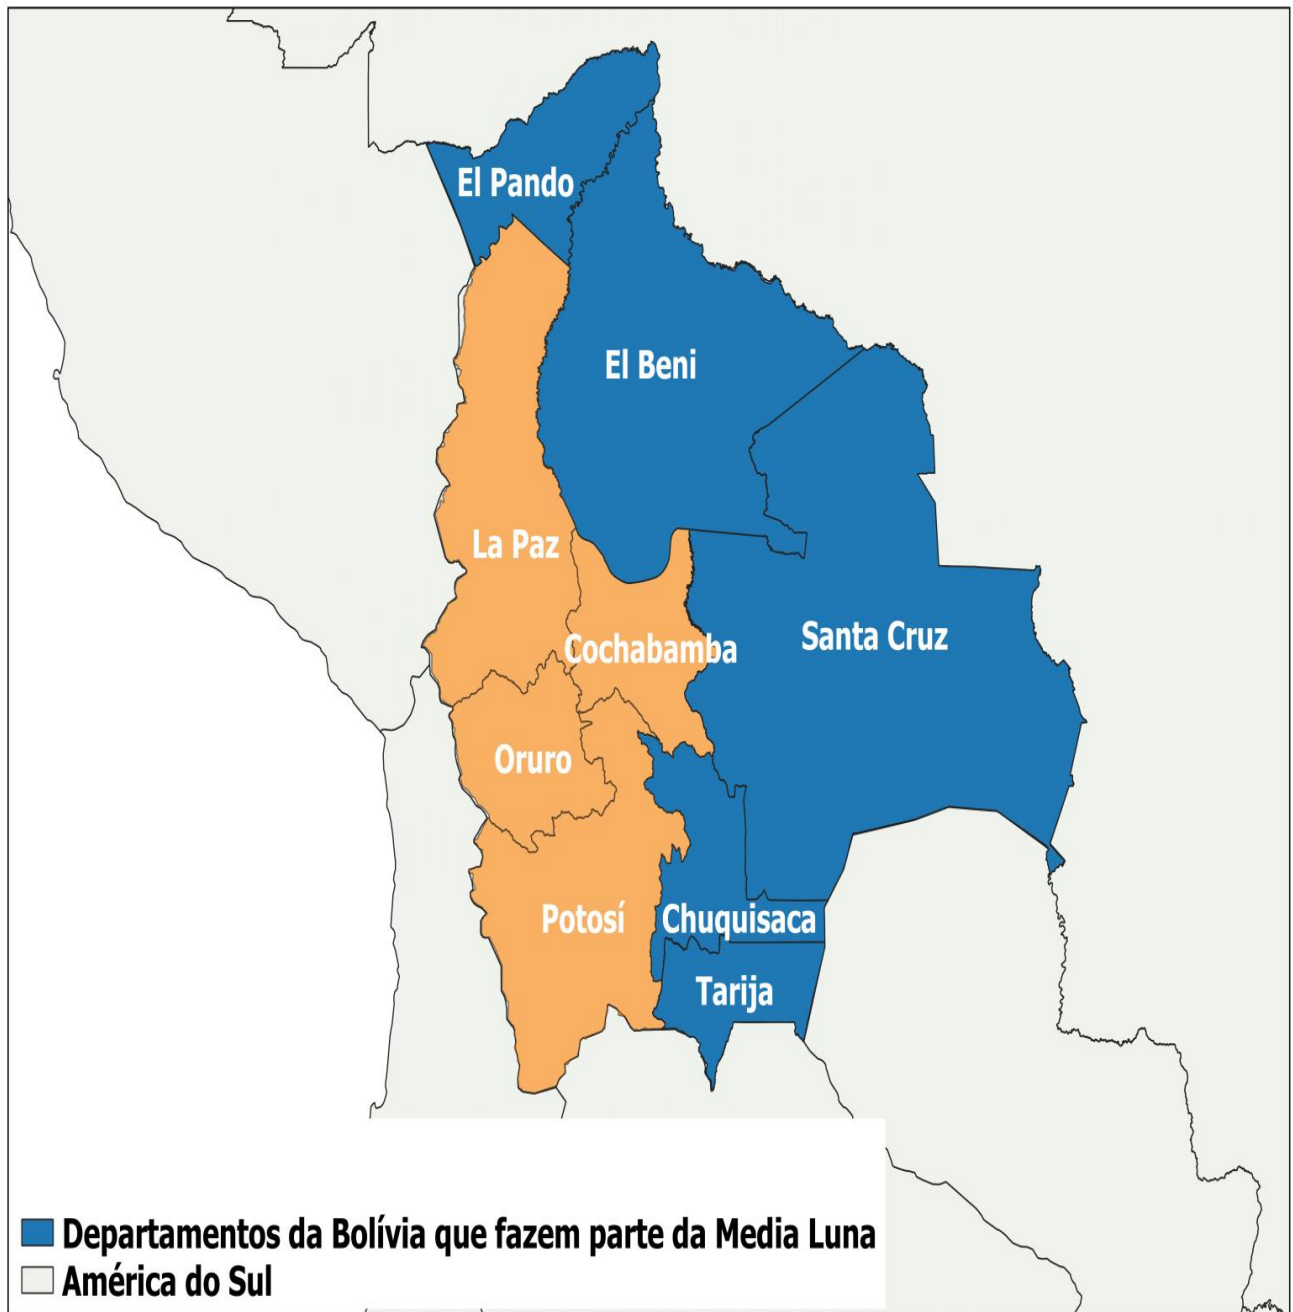 El Pando
El Beni
La Paz
Santa Cruz
Cochabamba
Oruro
Potosí
Chuquisaca
Tarija
Departamentos da Bolívia que fazem parte da Media Luna
América do Sul